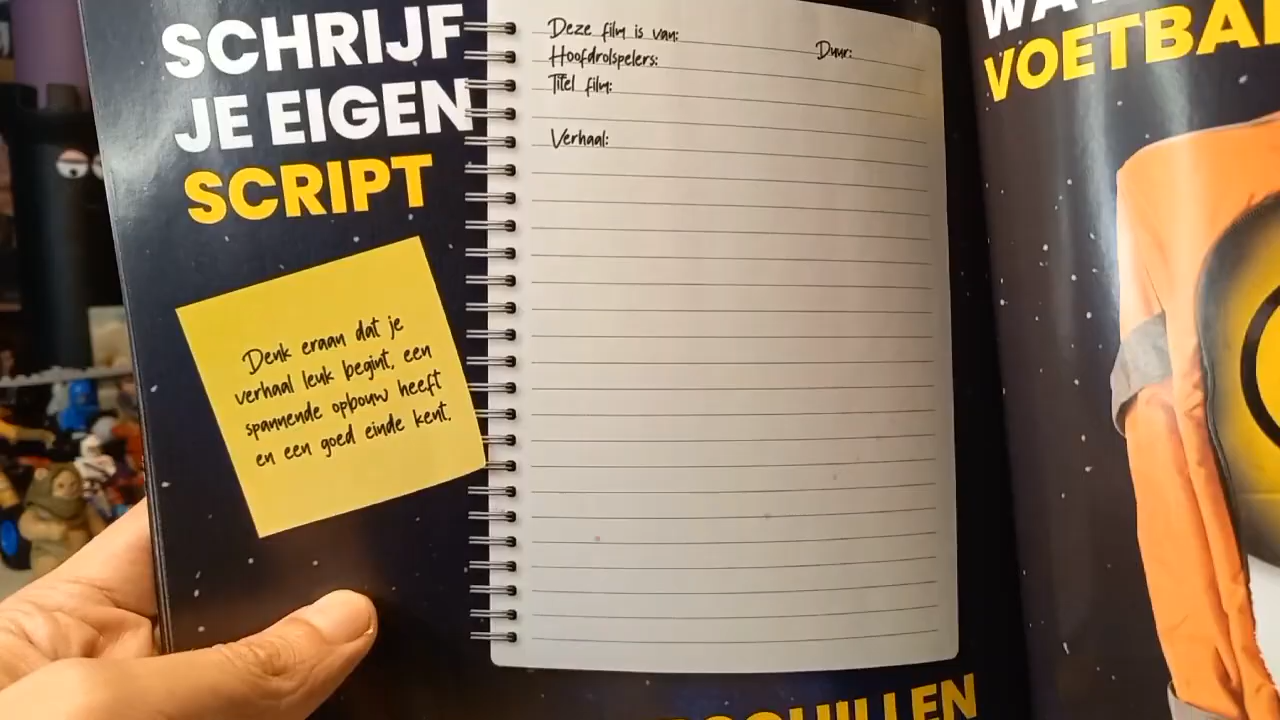 SCHRIJF
JE EIGEN
SCRIPT
Denk eraan dat je
verhaal leuk begint, een
spannende opbouw heeft
en een goed einde kent.
Deze film is van:
Duur:
Hoofdrolspelers:
Titel film:
Verhaal: